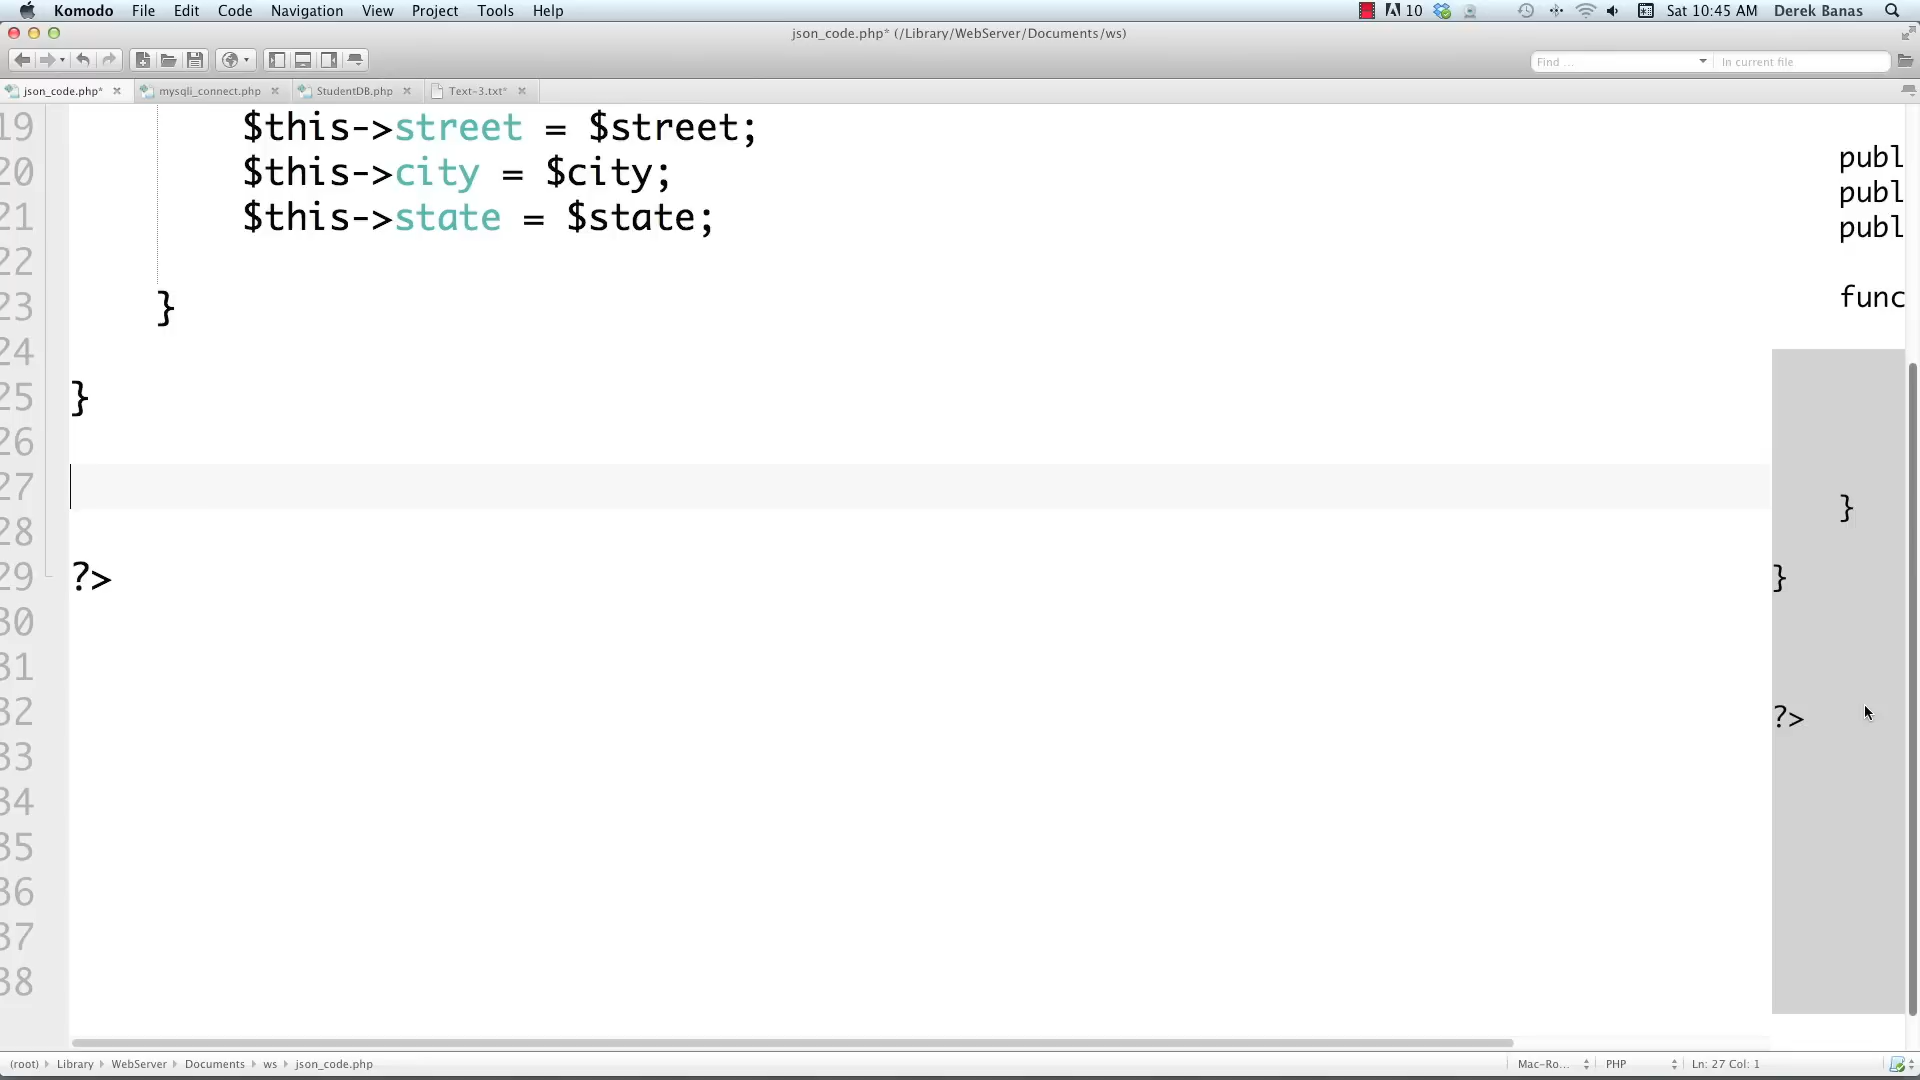 Komodo File Edit Code Navigation View Project Tools Help 10 Sat 10:45 AM Derek Banas
json_code.php* (/Library/WebServer/Documents/ws)
Find ... In current file
json_code.php* mysqli_connect.php StudentDB.php Text-3.txt*
19 $this->street = $street;
20 $this->city = $city;
21 $this->state = $state;
22
23 }
24
25 }
26
27
28
29 ?>
30
31
32
33
34
35
36
37
38
publ
publ
publ
func
}
}
?>
(root) Library WebServer Documents ws json_code.php Mac-Ro... PHP Ln: 27 Col: 1